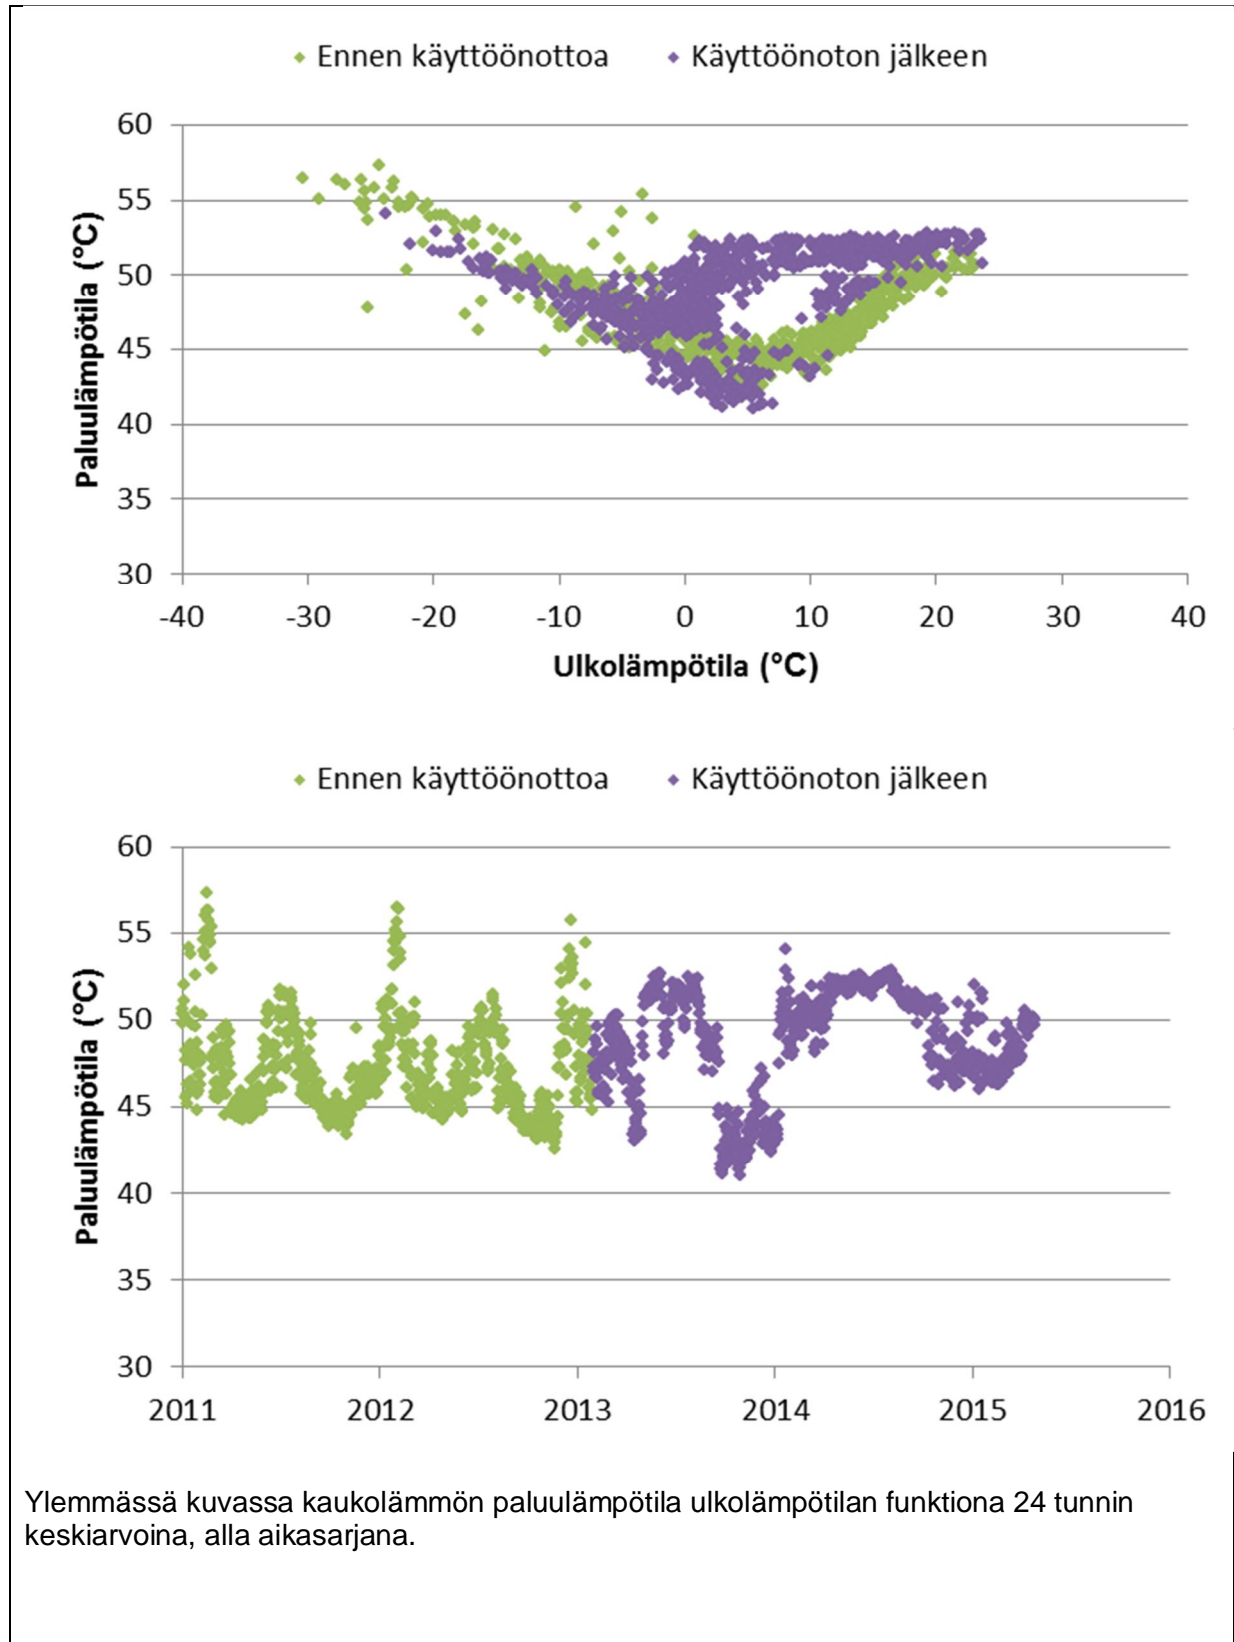 Ennen käyttöönottoa Käyttöönoton jälkeen
60
55
50
45
40
35
30
Paluulämpötila (°C)
-40 -30 -20 -10 0 10 20 30 40
Ulkolämpötila (°C)
Ennen käyttöönottoa Käyttöönoton jälkeen
60
55
50
45
40
35
30
Paluulämpötila (°C)
2011 2012 2013 2014 2015 2016
Ylemmässä kuvassa kaukolämmön paluulämpötila ulkolämpötilan funktiona 24 tunnin
keskiarvoina, alla aikasarjana.